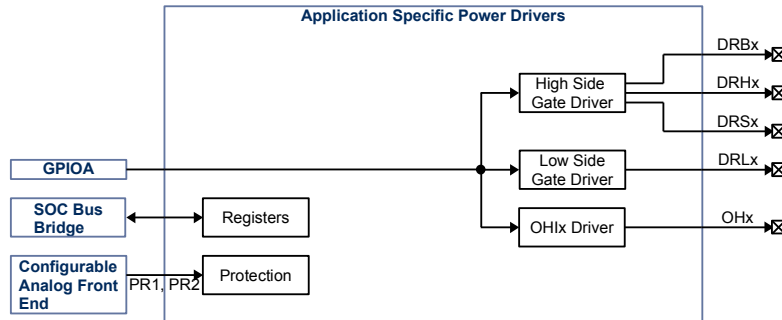 Application Specific Power Drivers
DRBx
High Side
Gate Driver
DRHx
DRSx
GPIOA
Low Side
Gate Driver
DRLx
SOC Bus
Bridge
Registers
OHIx Driver
OHx
Configurable
Analog Front
End
PR1, PR2
Protection